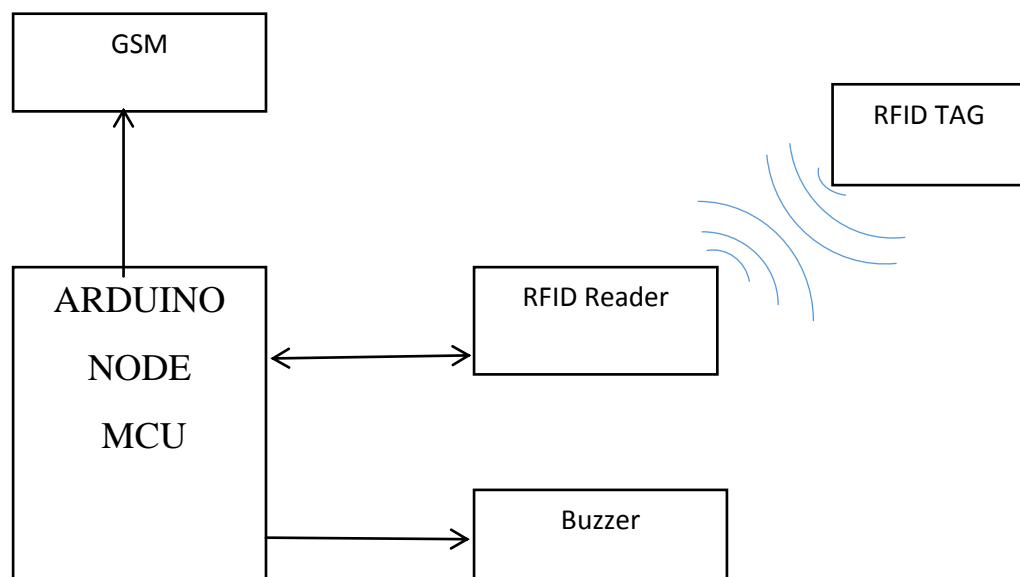 GSM
RFID TAG
ARDUINO
NODE
MCU
RFID Reader
Buzzer